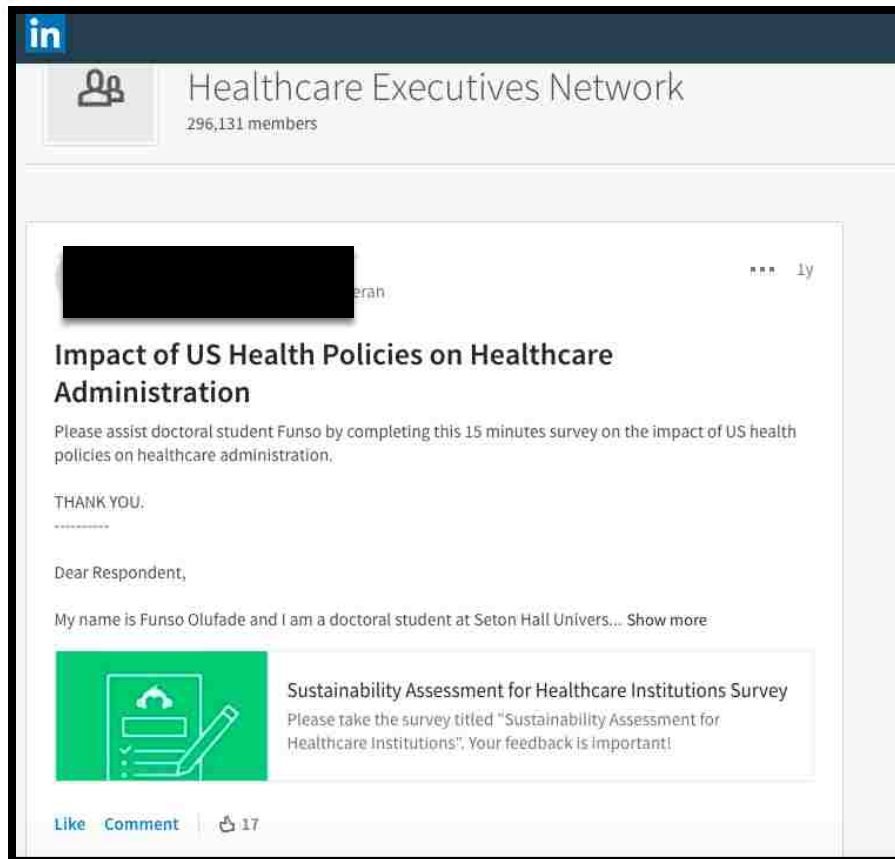 in
Healthcare Executives Network
296,131 members
1y
eran
Impact of US Health Policies on Healthcare
Administration
Please assist doctoral student Funso by completing this 15 minutes survey on the impact of US health
policies on healthcare administration.
THANK YOU.
----------
Dear Respondent,
My name is Funso Olufade and I am a doctoral student at Seton Hall Univers... Show more
Sustainability Assessment for Healthcare Institutions Survey
Please take the survey titled "Sustainability Assessment for
Healthcare Institutions". Your feedback is important!
Like Comment 17